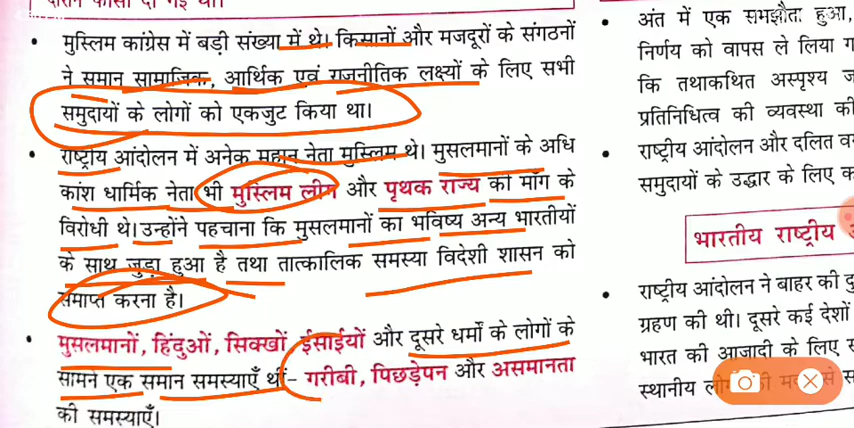 दौरान फांसी दी गई थी।
मुस्लिम कांग्रेस में बड़ी संख्या में थे। किसानों और मजदूरों के संगठनों
ने समान सामाजिक, आर्थिक एवं राजनीतिक लक्ष्यों के लिए सभी
समुदायों के लोगों को एकजुट किया था।
राष्ट्रीय आंदोलन में अनेक महान नेता मुस्लिम थे। मुसलमानों के अधि
कांश धार्मिक नेता भी मुस्लिम लीग और पृथक राज्य की माँग के
विरोधी थे। उन्होंने पहचाना कि मुसलमानों का भविष्य अन्य भारतीयों
के साथ जुड़ा हुआ है तथा तात्कालिक समस्या विदेशी शासन को
समाप्त करना है।
मुसलमानों, हिंदुओं, सिक्खों, ईसाईयों और दूसरे धर्मों के लोगों के
सामने एक समान समस्याएँ थीं- गरीबी, पिछड़ेपन और असमानता
की समस्याएँ।
अंत में एक समझौता हुआ,
निर्णय को वापस ले लिया
कि तथाकथित अस्पृश्य
प्रतिनिधित्व की व्यवस्था की
राष्ट्रीय आंदोलन और दलित
समुदायों के उद्धार के लिए
भारतीय राष्ट्रीय
राष्ट्रीय आंदोलन ने बाहर की
ग्रहण की थी। दूसरे कई देशों
भारत की आजादी के लिए
स्थानीय